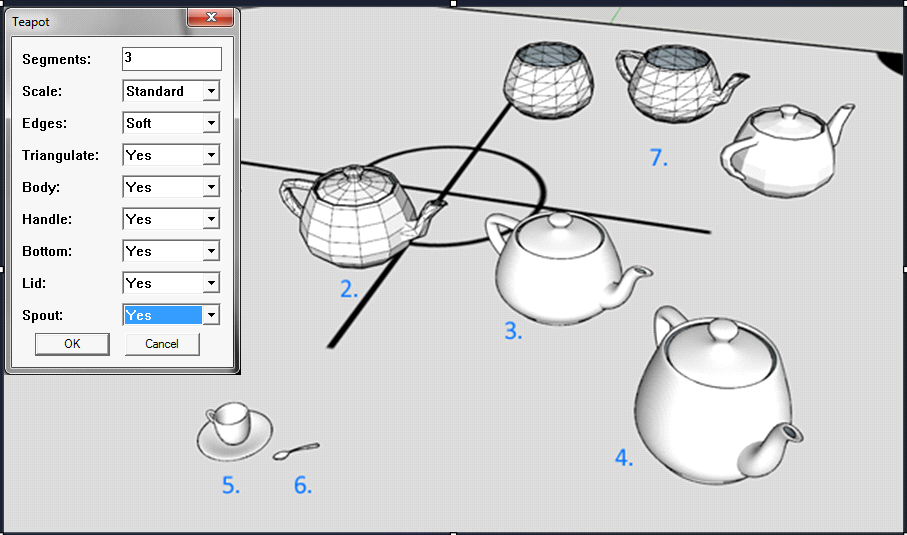 Teapot
Segments: 3
Scale: Standard
Edges: Soft
Triangulate: Yes
Body: Yes
Handle: Yes
Bottom: Yes
Lid: Yes
Spout: Yes
OK Cancel
7.
2.
3.
4.
5. 6.